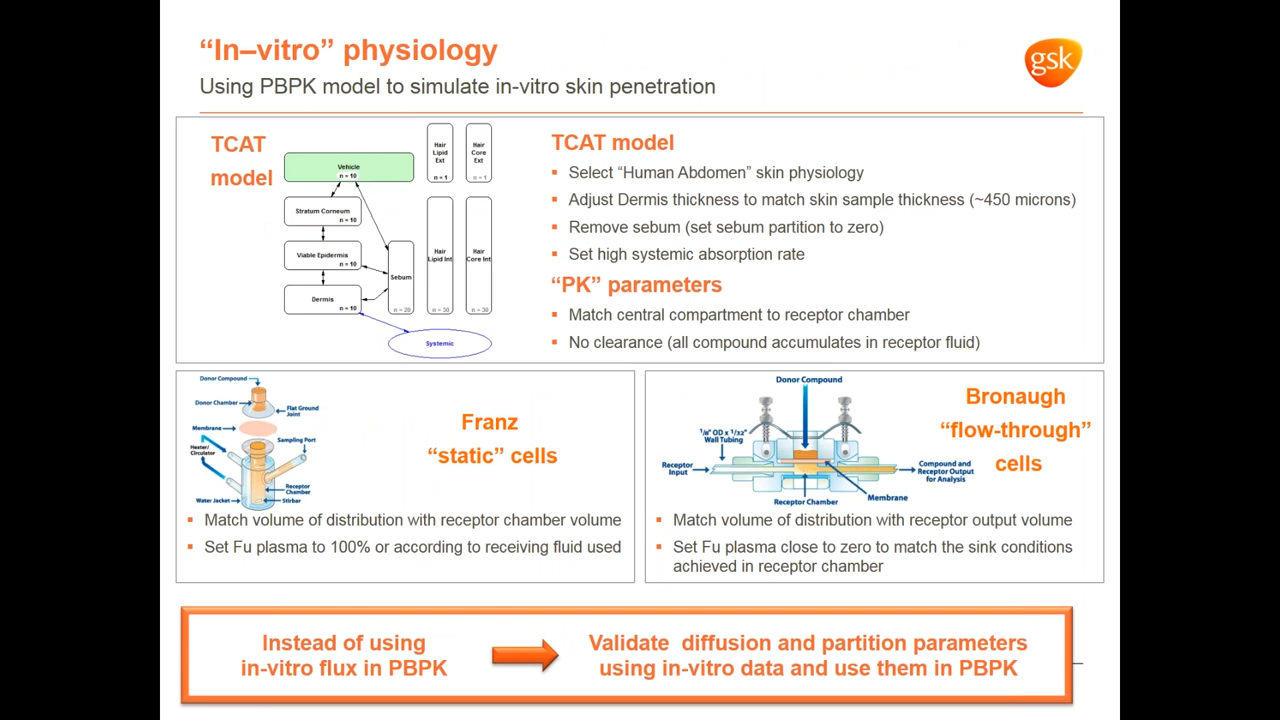 “In–vitro” physiology
gsk
Using PBPK model to simulate in-vitro skin penetration
TCAT
model
Vehicle
n = 10
Stratum Corneum
n = 10
Viable Epidermis
n = 10
Dermis
n = 10
Sebum
n = 20
Hair
Lipid
Ext
n = 1
Hair
Core
Ext
n = 1
Hair
Lipid Int
n = 30
Hair
Core Int
n = 30
Systemic
TCAT model
Select “Human Abdomen” skin physiology
Adjust Dermis thickness to match skin sample thickness (~450 microns)
Remove sebum (set sebum partition to zero)
Set high systemic absorption rate
“PK” parameters
Match central compartment to receptor chamber
No clearance (all compound accumulates in receptor fluid)
Donor Compound
Donor Chamber
Flat Ground
Joint
Membrane
Sampling Port
Heater/
Circulator
Receptor
Chamber
Water Jacket
Stirbar
Franz
“static” cells
Match volume of distribution with receptor chamber volume
Set Fu plasma to 100% or according to receiving fluid used
Donor Compound
1/8" OD x 1/32"
Wall Tubing
Receptor
Input
Compound and
Receptor Output
for Analysis
Membrane
Receptor Chamber
Bronaugh
“flow-through”
cells
Match volume of distribution with receptor output volume
Set Fu plasma close to zero to match the sink conditions
achieved in receptor chamber
Instead of using
in-vitro flux in PBPK
Validate diffusion and partition parameters
using in-vitro data and use them in PBPK